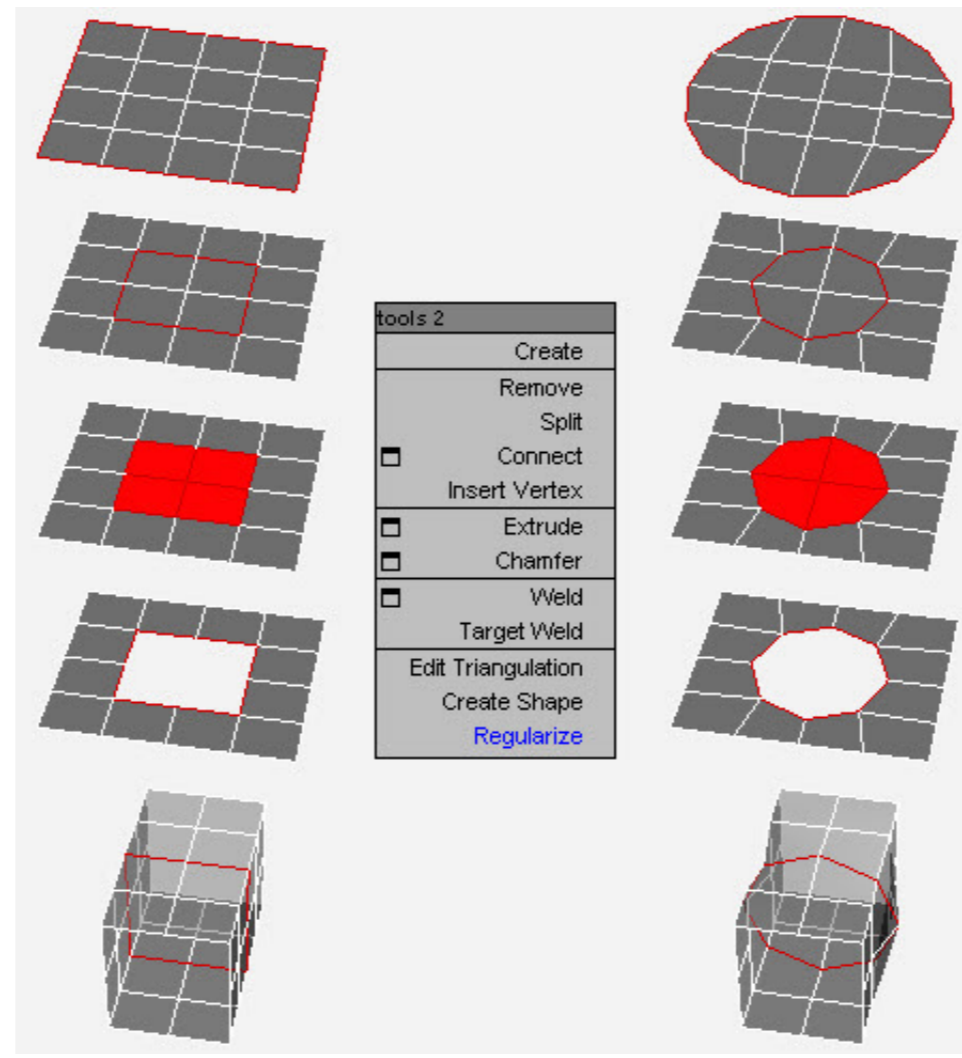 tools 2
Create
Remove
Split
Connect
Insert Vertex
Extrude
Chamfer
Weld
Target Weld
Edit Triangulation
Create Shape
Regularize